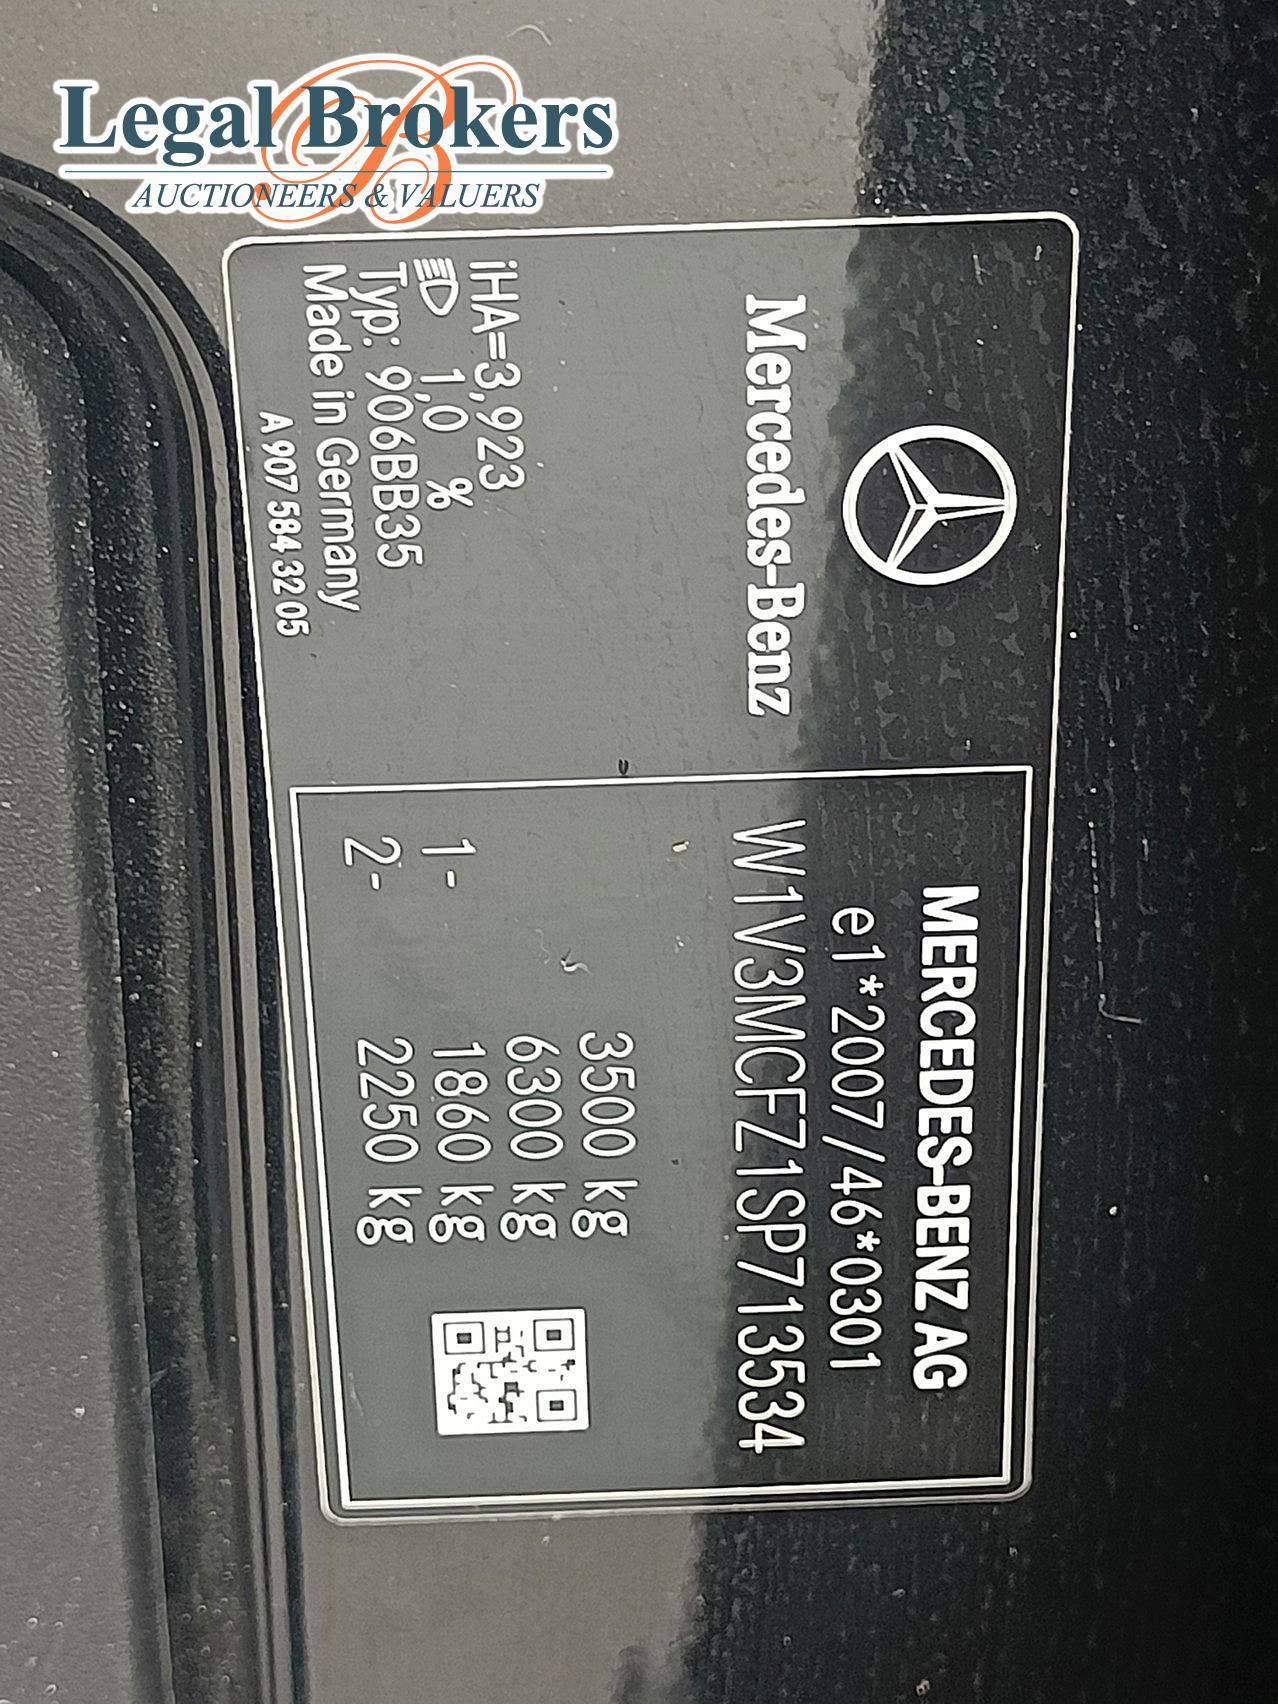 Legal Brokers
AUCTIONEERS & VALUERS
Mercedes-Benz
iHA=3,923
1,0 %
Typ: 906BB35
Made in Germany
A 907 584 32 05
MERCEDES-BENZ AG
e1*2007/46*0301
W1V3MCFZ1SP713534
3500 kg
6300 kg
1- 1860 kg
2- 2250 kg